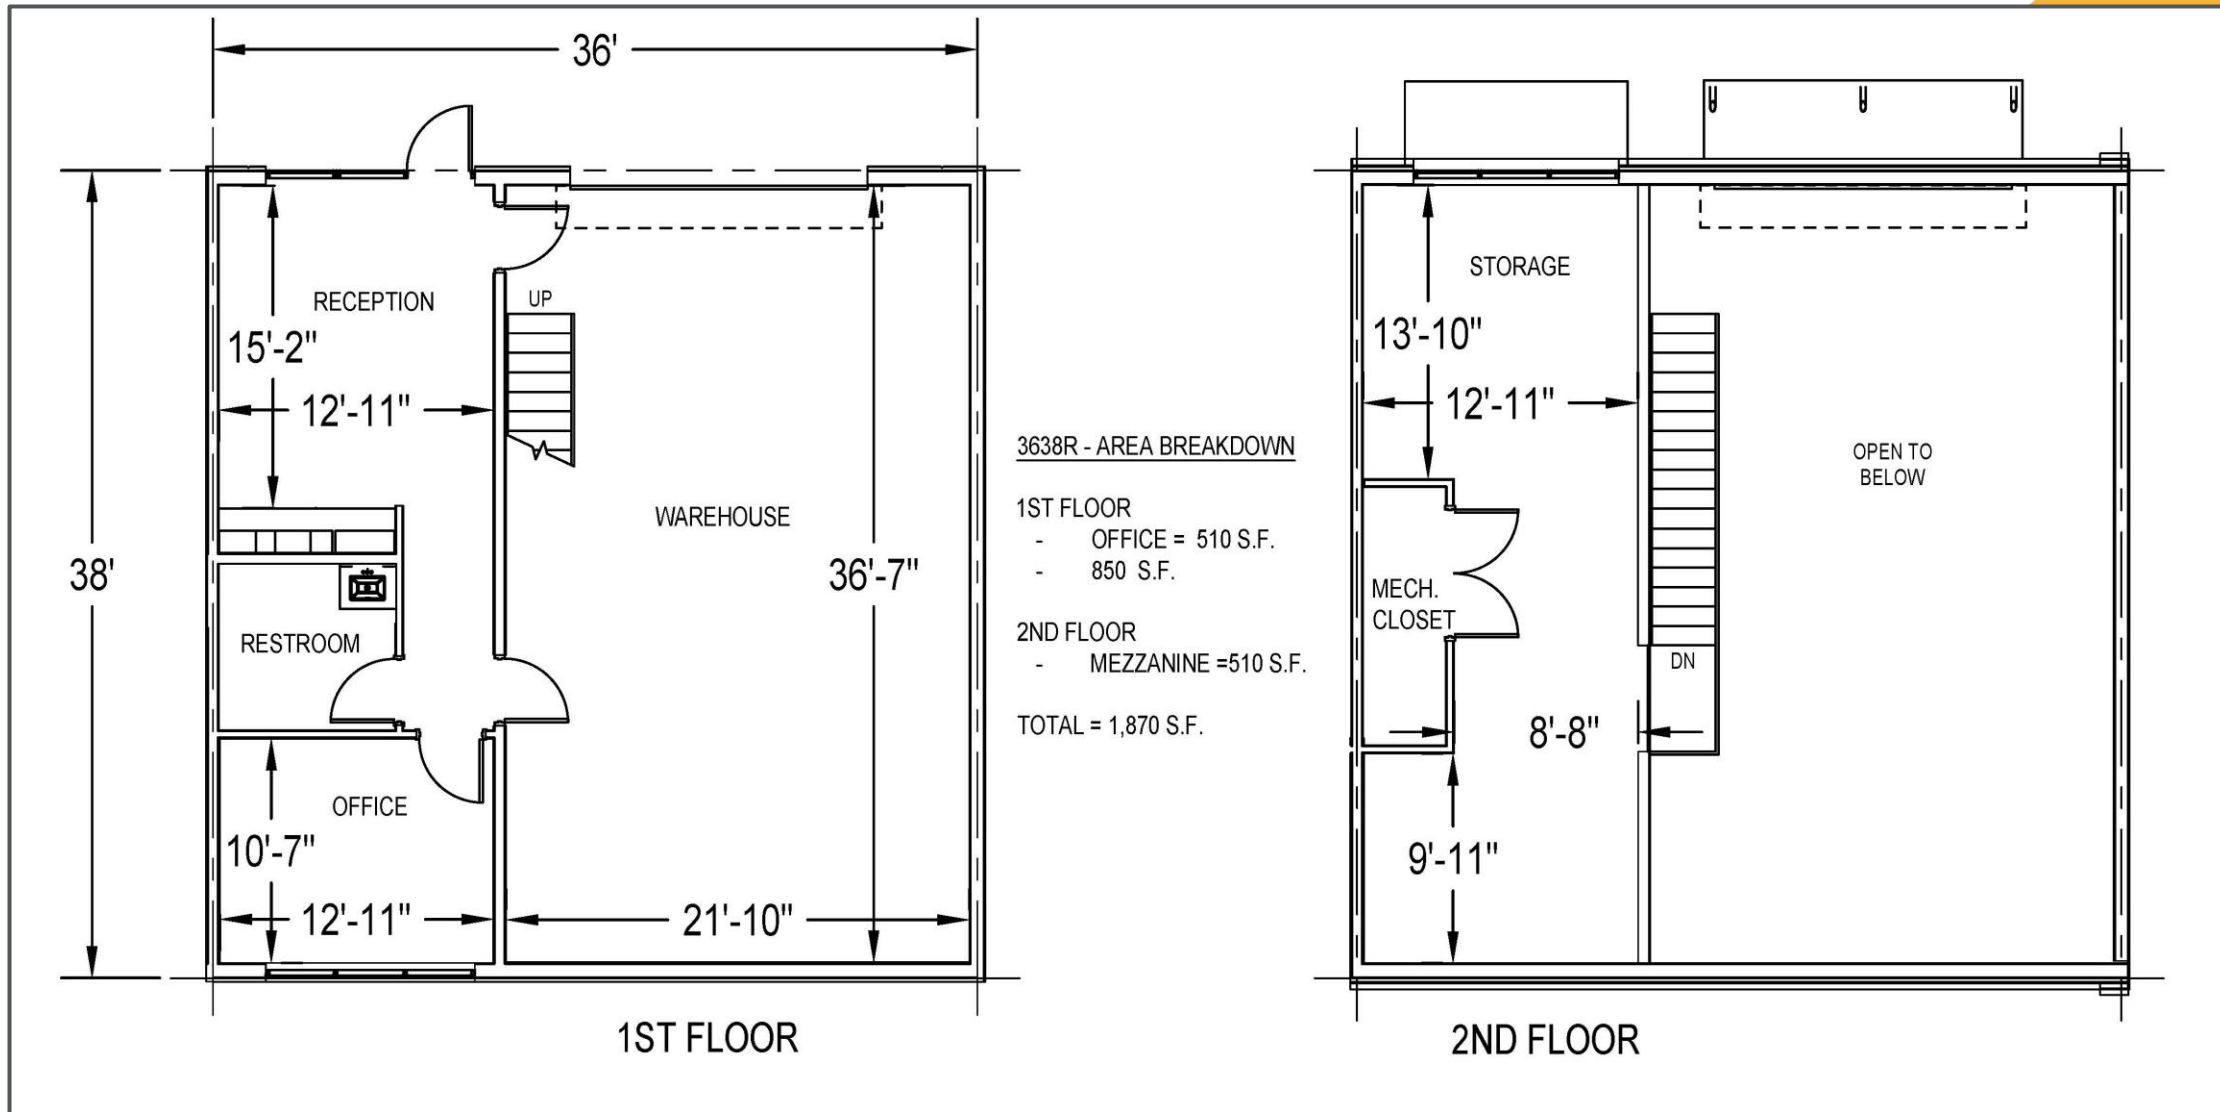 36'
RECEPTION
UP
15'-2"
12'-11"
WAREHOUSE
38'
36'-7"
RESTROOM
OFFICE
10'-7"
12'-11"
21'-10"
1ST FLOOR
3638R - AREA BREAKDOWN
1ST FLOOR
- OFFICE = 510 S.F.
- 850 S.F.
2ND FLOOR
- MEZZANINE =510 S.F.
TOTAL = 1,870 S.F.
STORAGE
13'-10"
12'-11"
OPEN TO
BELOW
MECH.
CLOSET
DN
8'-8"
9'-11"
2ND FLOOR